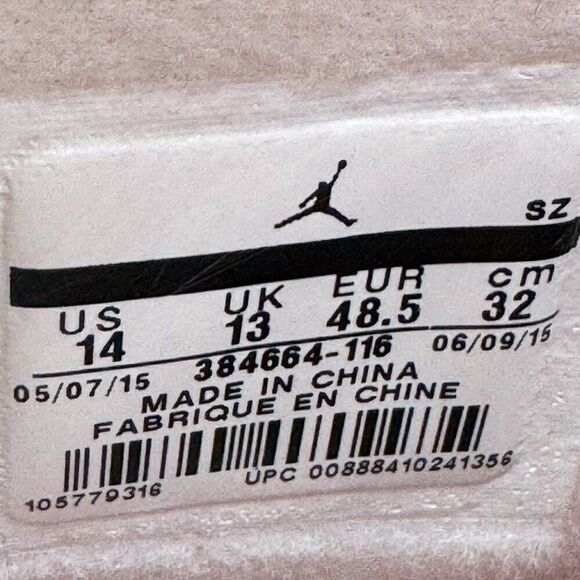 SZ
US UK EUR cm
14 13 48.5 32
05/07/15 384664-116 06/09/15
MADE IN CHINA
FABRIQUE EN CHINE
105779316 UPC 00888410241356